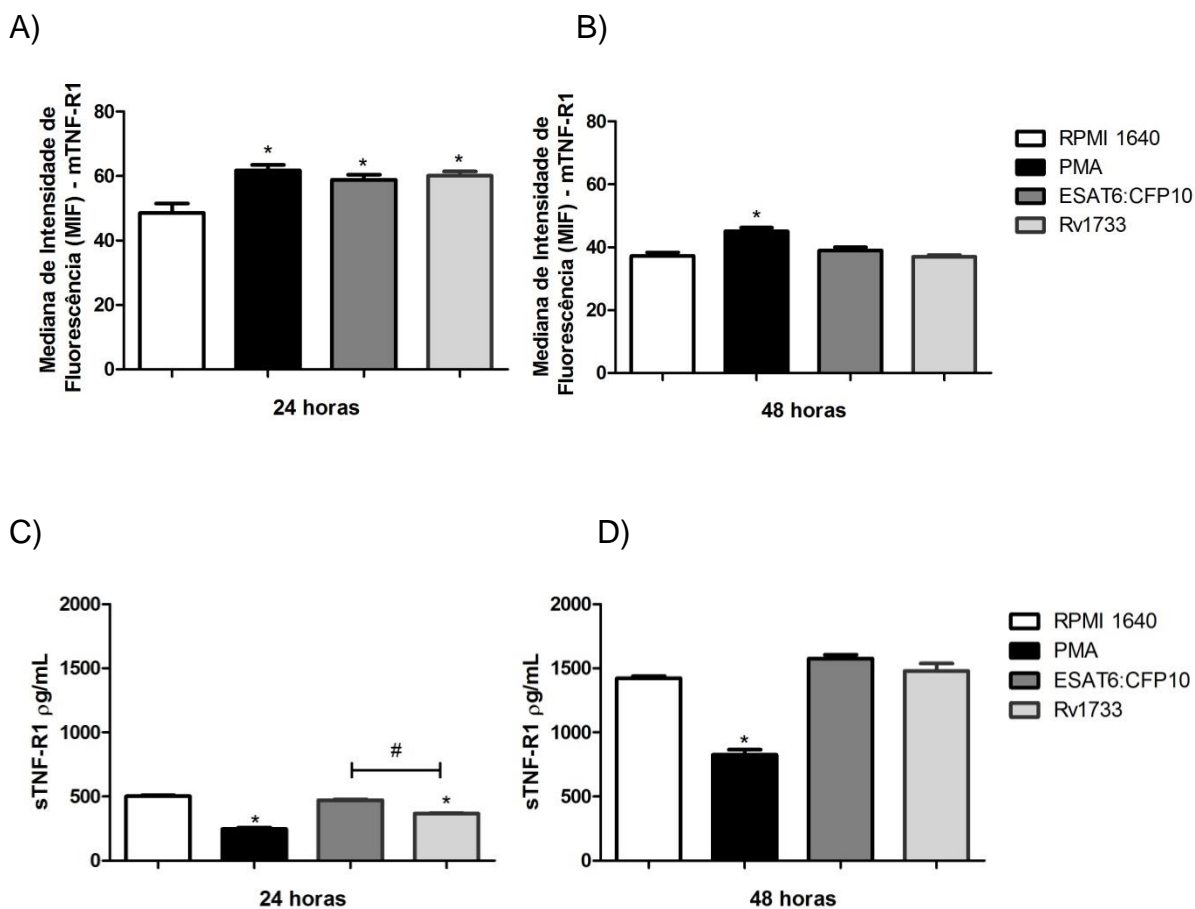 A)
Mediana de Intensidade de
Fluorescência (MIF) - mTNF-R1
80
60
40
20
0
*
*
*
24 horas
B)
Mediana de Intensidade de
Fluorescência (MIF) - mTNF-R1
80
60
40
20
0
*
48 horas
RPMI 1640
PMA
ESAT6:CFP10
Rv1733
C)
sTNF-R1 ρg/mL
2000
1500
1000
500
0
*
#
*
24 horas
D)
sTNF-R1 ρg/mL
2000
1500
1000
500
0
*
48 horas
RPMI 1640
PMA
ESAT6:CFP10
Rv1733